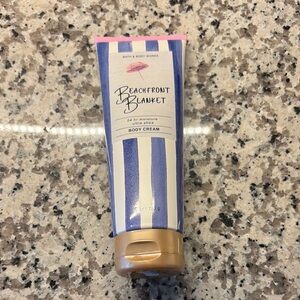 BATH & BODY WORKS
BEACHFRONT
BLANKET
24 hr moisture
ultra shea
BODY CREAM